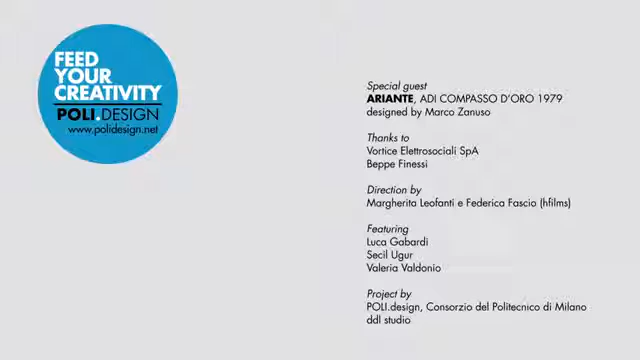 FEED
YOUR
CREATIVITY
POLI.DESIGN
www.polidesign.net
Special guest
ARIANTE, ADI COMPASSO D'ORO 1979
designed by Marco Zanuso
Thanks to
Vortice Elettrosociali SpA
Beppe Finessi
Direction by
Margherita Leofanti e Federica Fascio (hfilms)
Featuring
Luca Gabardi
Secil Ugur
Valeria Valdonio
Project by
POLI.design, Consorzio del Politecnico di Milano
ddl studio